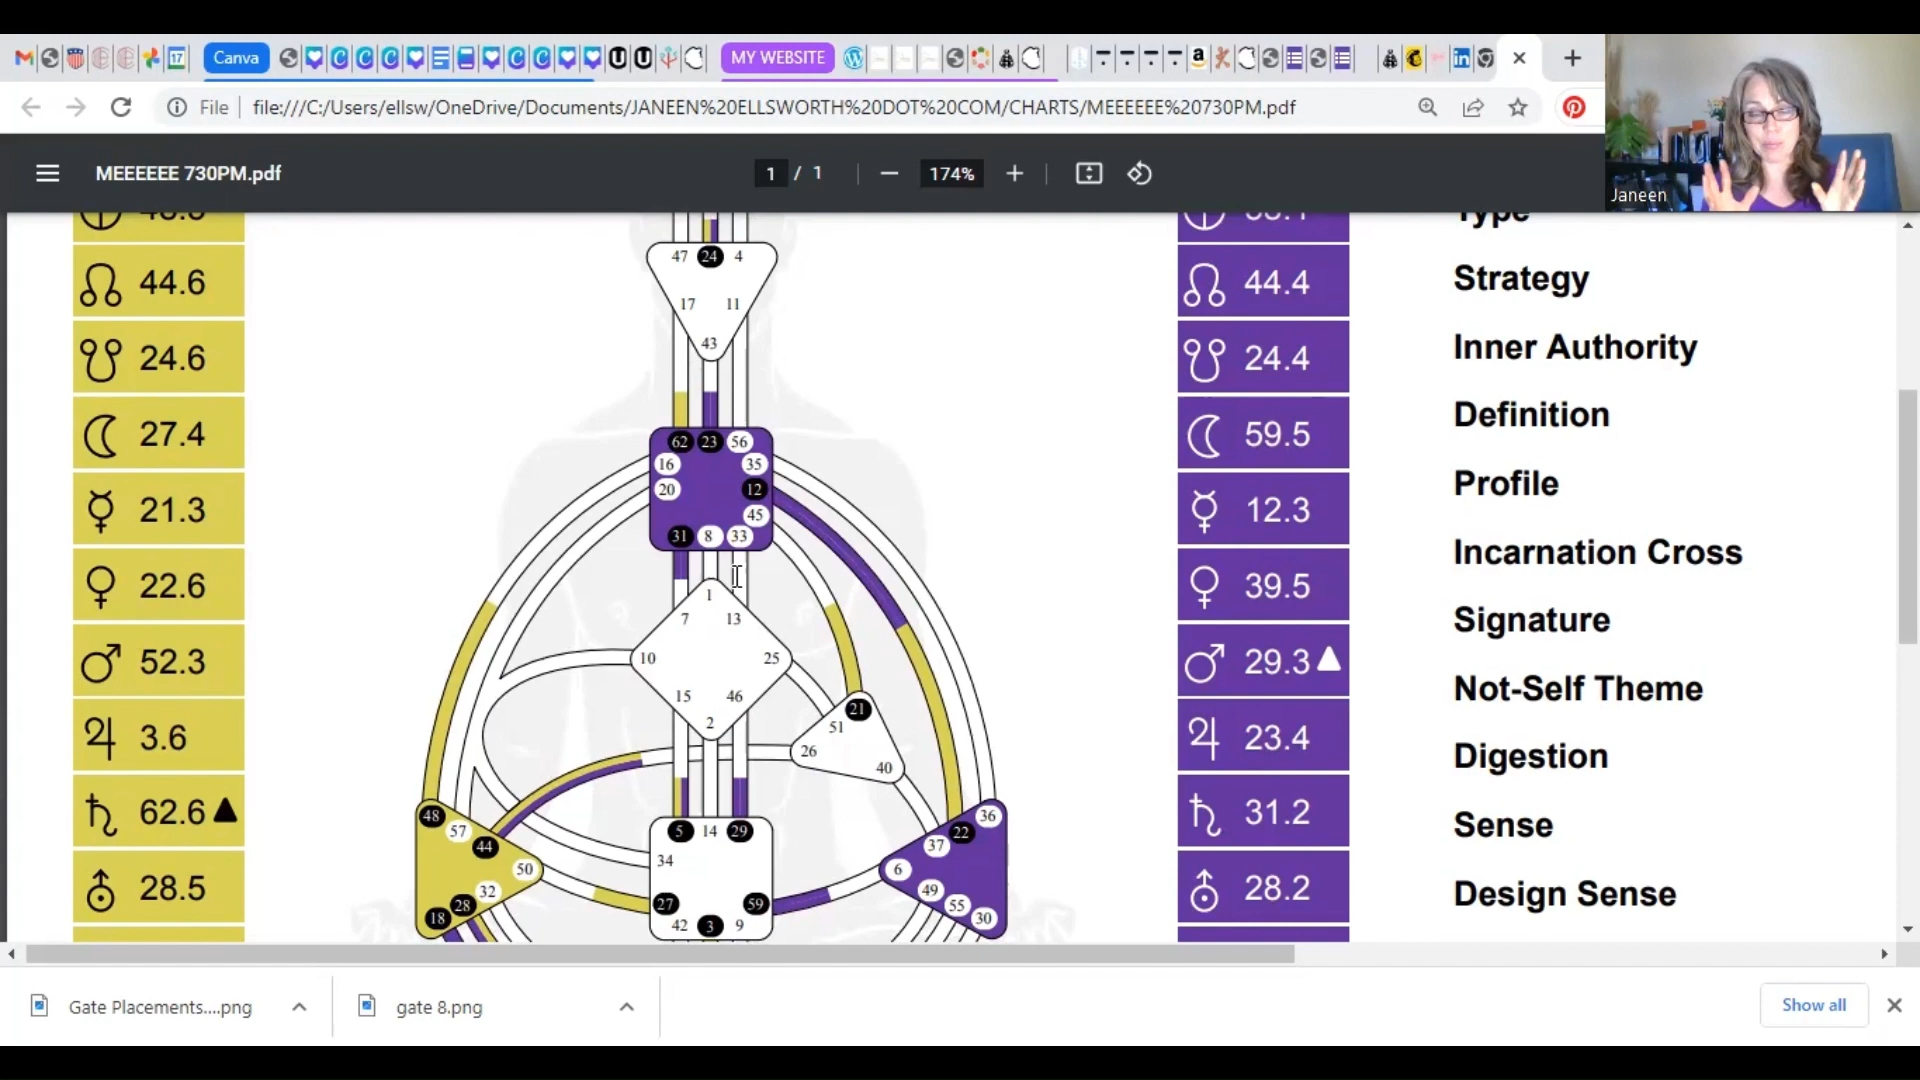 Canva
MY WEBSITE
File
file:///C:/Users/ellsw/OneDrive/Documents/JANEEN%20ELLSWORTH%20DOT%20COM/CHARTS/MEEEEEE%20730PM.pdf
MEEEEEE 730PM.pdf
1 / 1
174%
Janeen
44.6
24.6
27.4
21.3
22.6
52.3
3.6
62.6
28.5
47 24 4
17 11
43
62 23 56
16 35
20 12
45
31 8 33
1
7 13
10 25
15 46
2
21
51
26
40
48
57
44
50
32
28
18
5 14 29
34
27 59
42 3 9
36
22
37
6
49
55
30
44.4
24.4
59.5
12.3
39.5
29.3
23.4
31.2
28.2
Type
Strategy
Inner Authority
Definition
Profile
Incarnation Cross
Signature
Not-Self Theme
Digestion
Sense
Design Sense
Gate Placements....png
gate 8.png
Show all